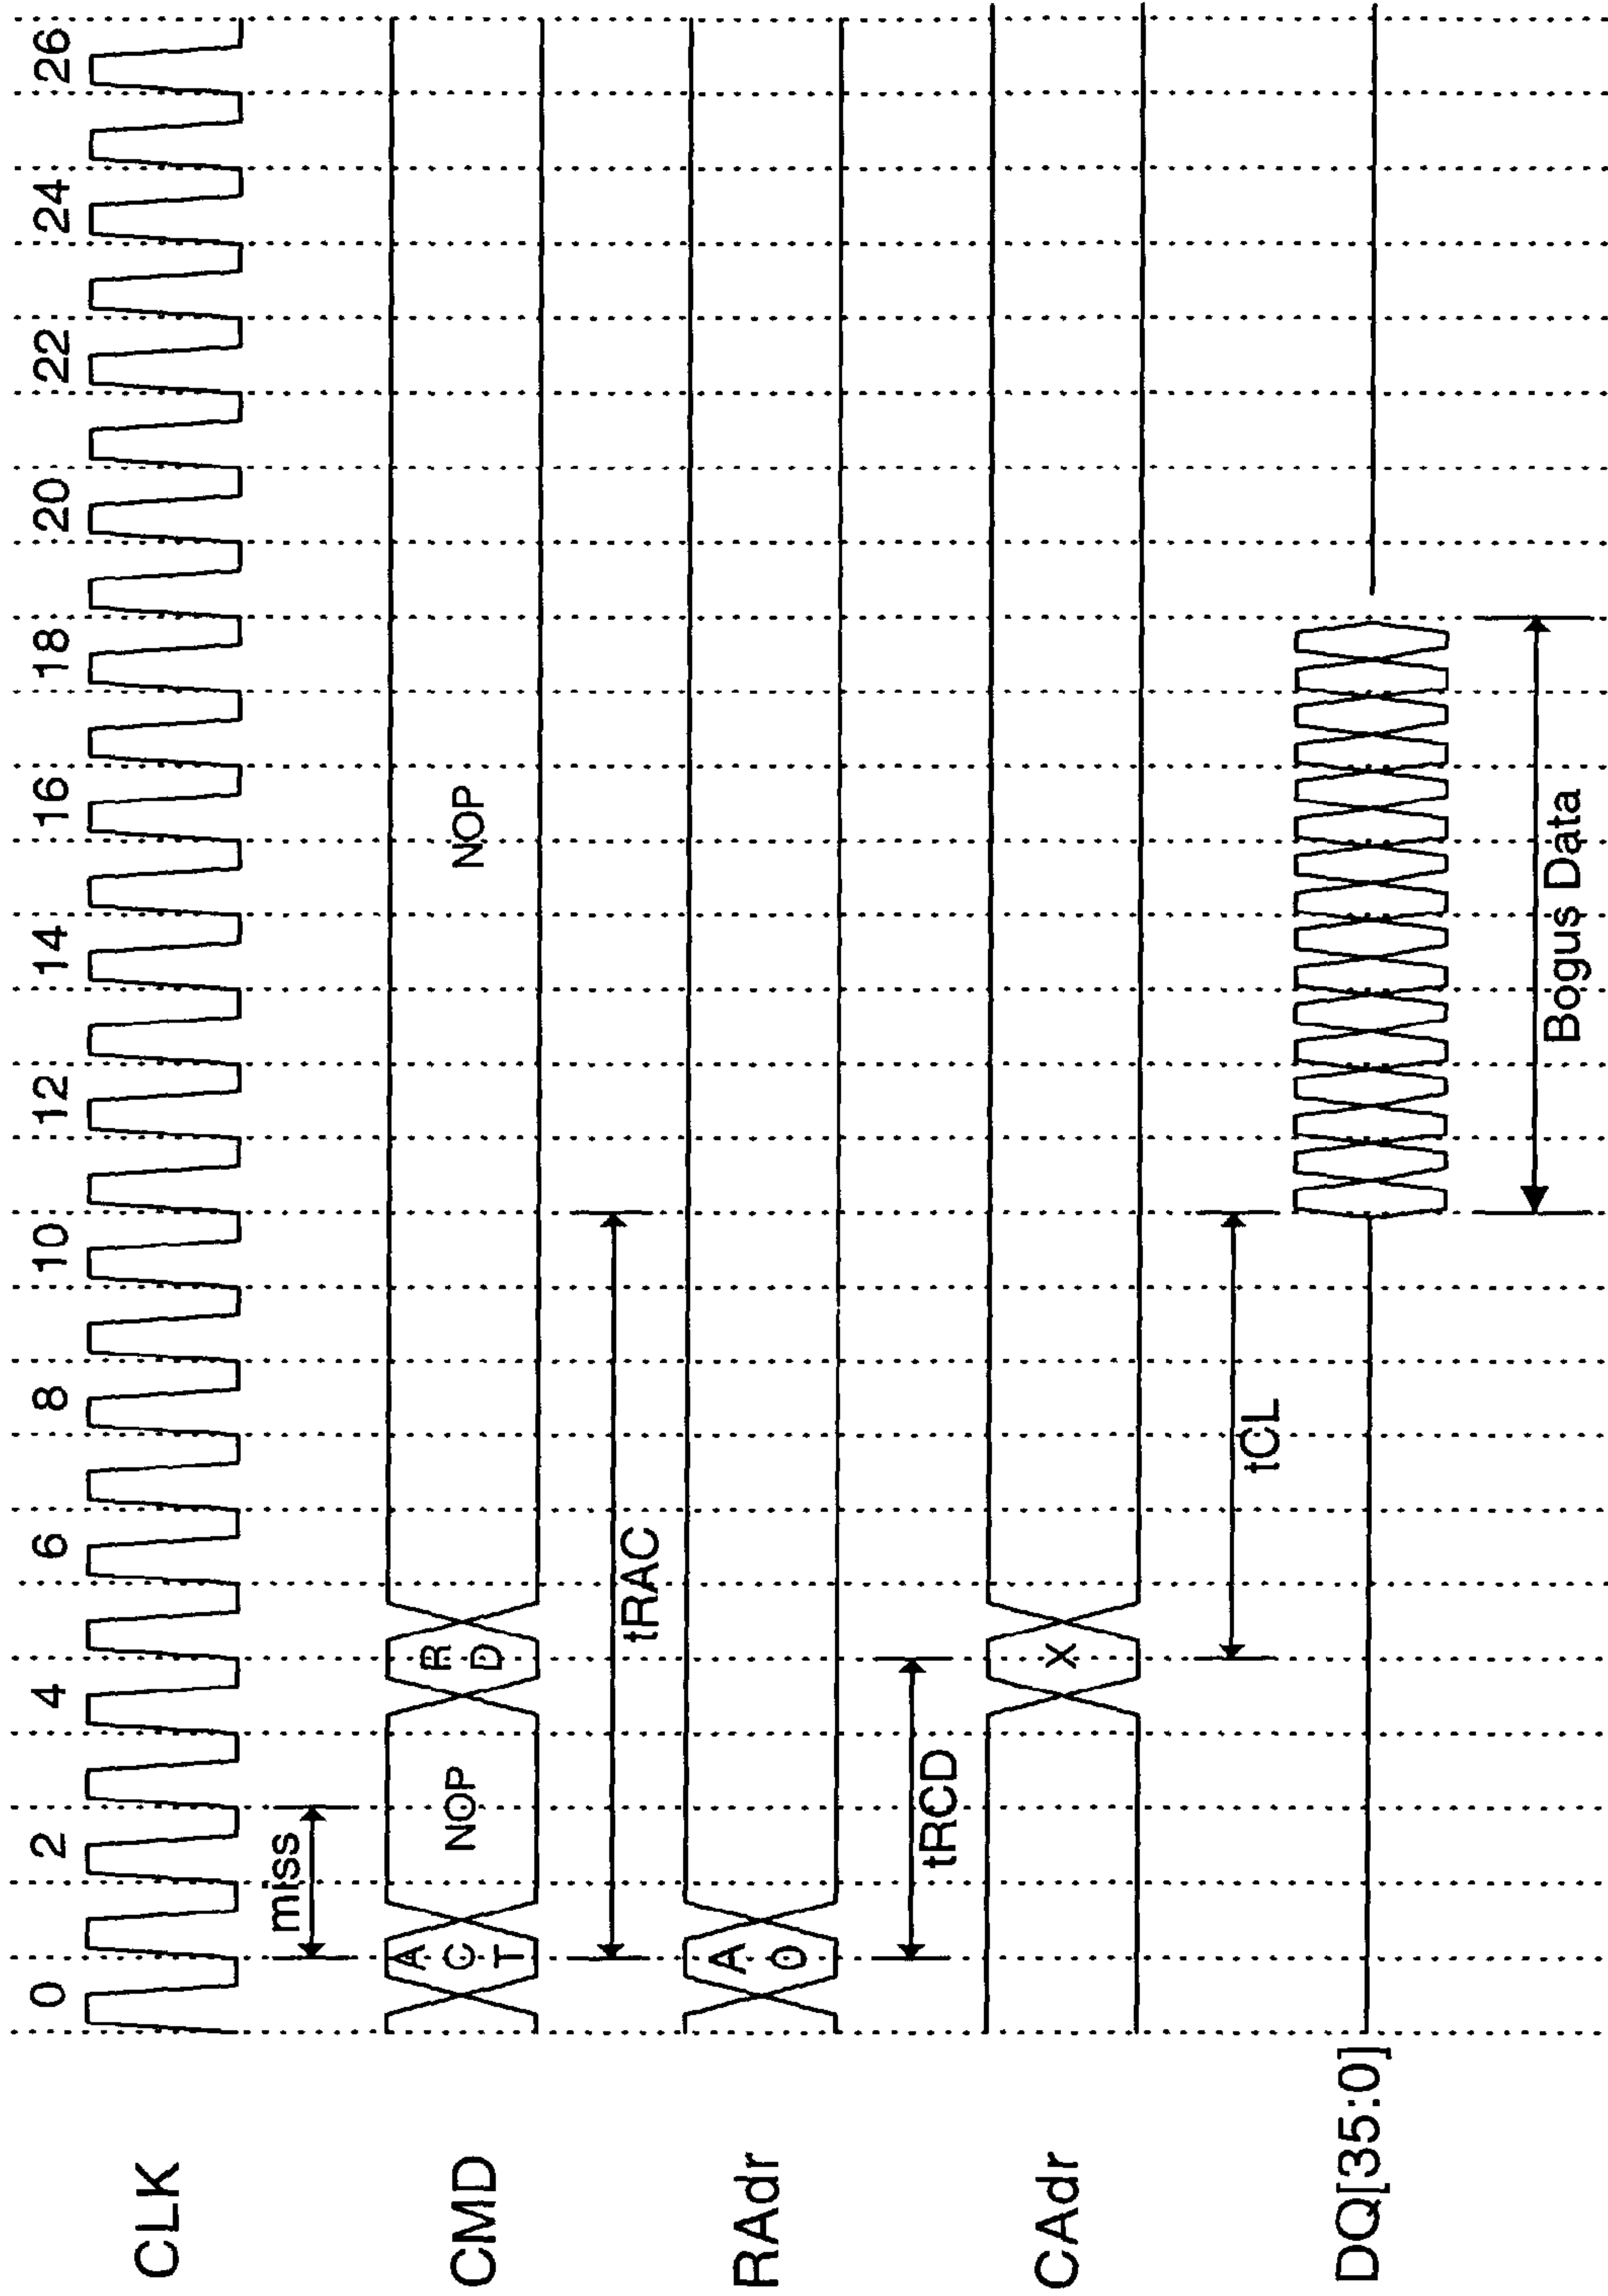 0 2 4 6 8 10 12 14 16 18 20 22 24 26
CLK
miss
CMD
ACT NOP RD NOP
tRAC
RAdr
A0
tRCD
CAdr
X
tCL
DQ[35:0]
Bogus Data